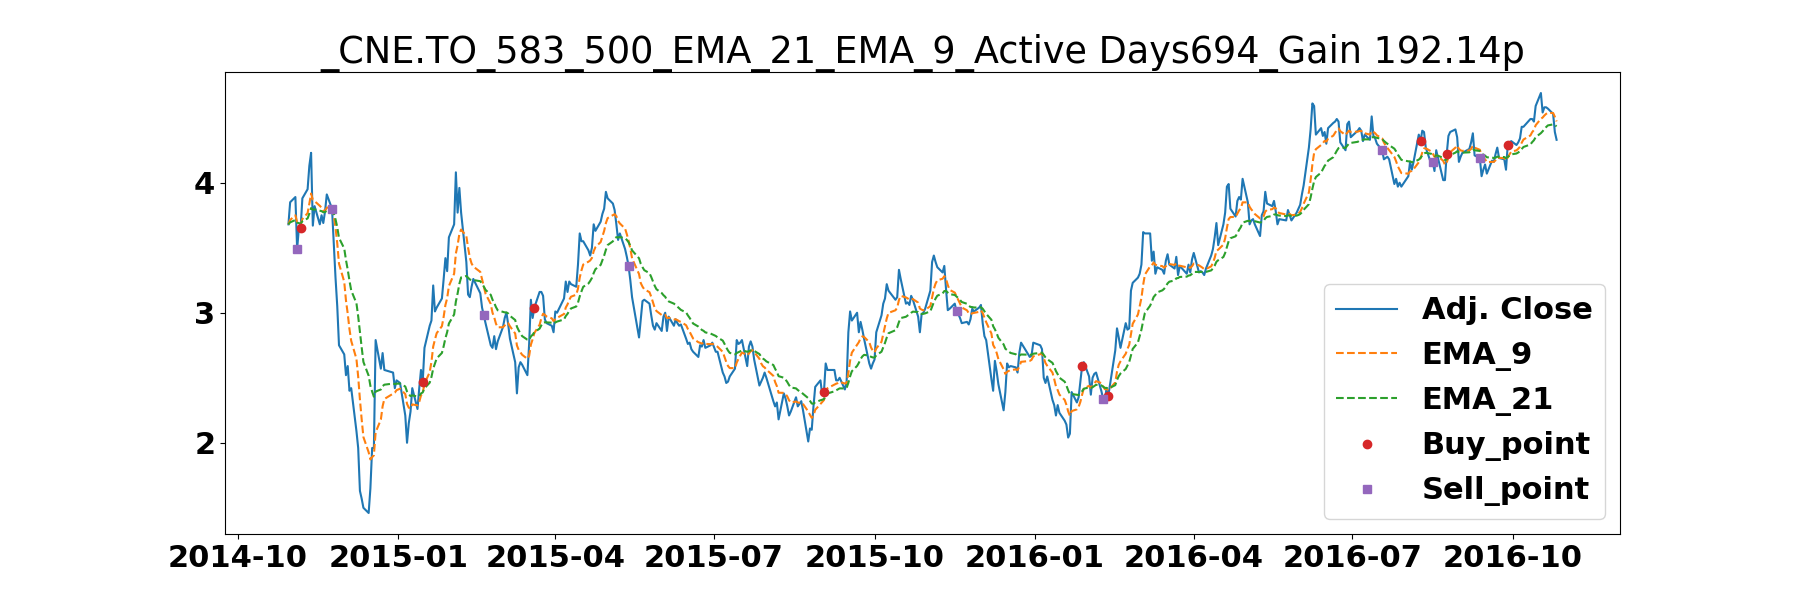 _CNE.TO_583_500_EMA_21_EMA_9_Active Days694_Gain 192.14p
4
3
2
Adj. Close
EMA_9
EMA_21
Buy_point
Sell_point
2014-10 2015-01 2015-04 2015-07 2015-10 2016-01 2016-04 2016-07 2016-10